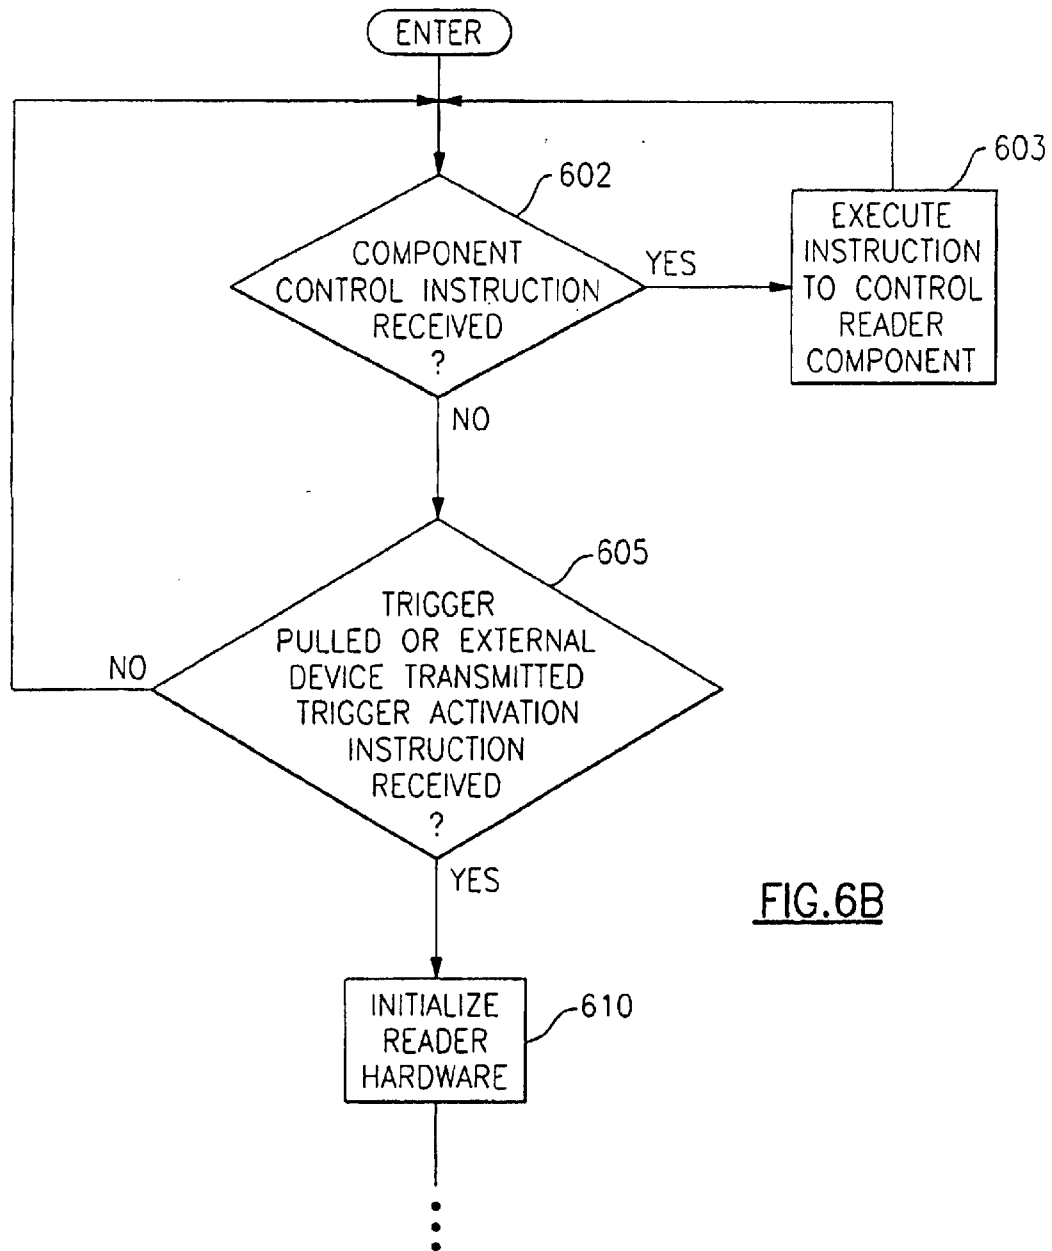 ENTER
602
603
COMPONENT
CONTROL INSTRUCTION
RECEIVED
?
YES
EXECUTE
INSTRUCTION
TO CONTROL
READER
COMPONENT
NO
605
TRIGGER
PULLED OR EXTERNAL
DEVICE TRANSMITTED
TRIGGER ACTIVATION
INSTRUCTION
RECEIVED
?
NO
YES
FIG.6B
INITIALIZE
READER
HARDWARE
610